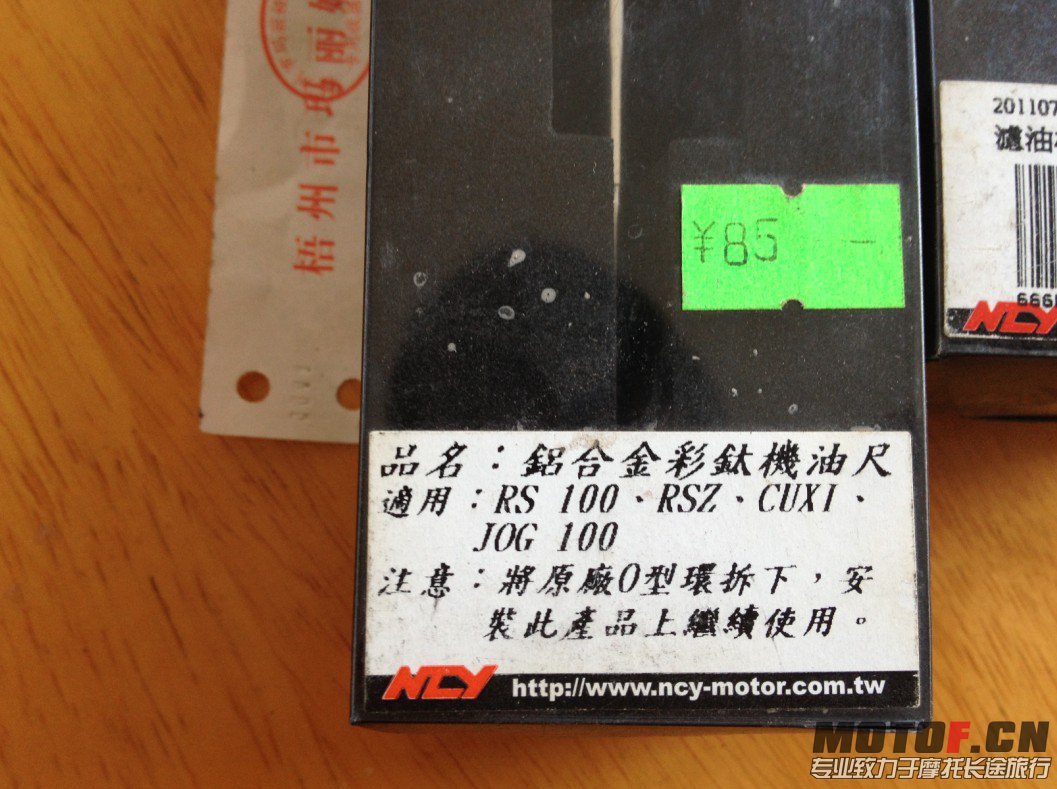 梧州市
¥85 —
201107
濾油
6666
NCY
品名：鋁合金彩鈦機油尺
適用：RS 100、RSZ、CUXI、
JOG 100
注意：將原廠O型環拆下，安
裝此產品上繼續使用。
NCY http://www.ncy-motor.com.tw
MOTOF.CN
专业致力于摩托长途旅行